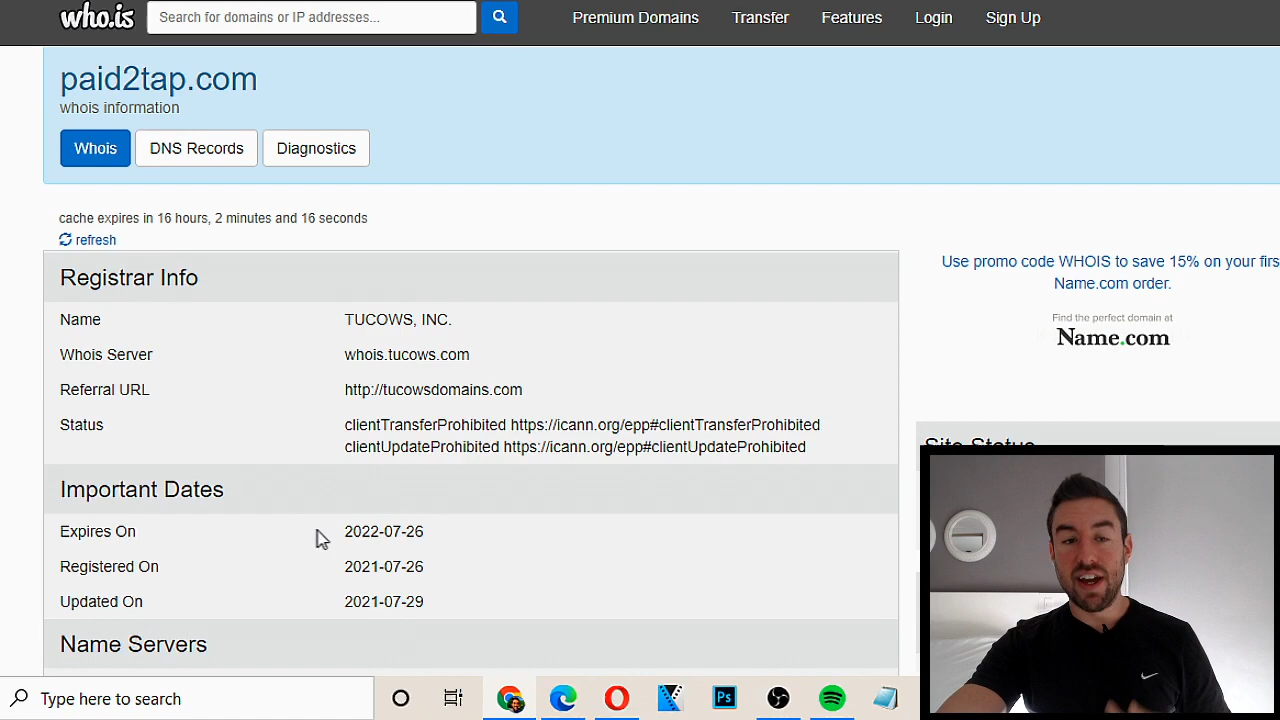 who.is
Search for domains or IP addresses...
Premium Domains
Transfer
Features
Login
Sign Up
paid2tap.com
whois information
Whois
DNS Records
Diagnostics
cache expires in 16 hours, 2 minutes and 16 seconds
refresh
Registrar Info
Name TUCOWS, INC.
Whois Server whois.tucows.com
Referral URL http://tucowsdomains.com
Status clientTransferProhibited https://icann.org/epp#clientTransferProhibited
clientUpdateProhibited https://icann.org/epp#clientUpdateProhibited
Important Dates
Expires On 2022-07-26
Registered On 2021-07-26
Updated On 2021-07-29
Name Servers
Use promo code WHOIS to save 15% on your firs
Name.com order.
Find the perfect domain at
Name.com
Site Status
Type here to search
Ps